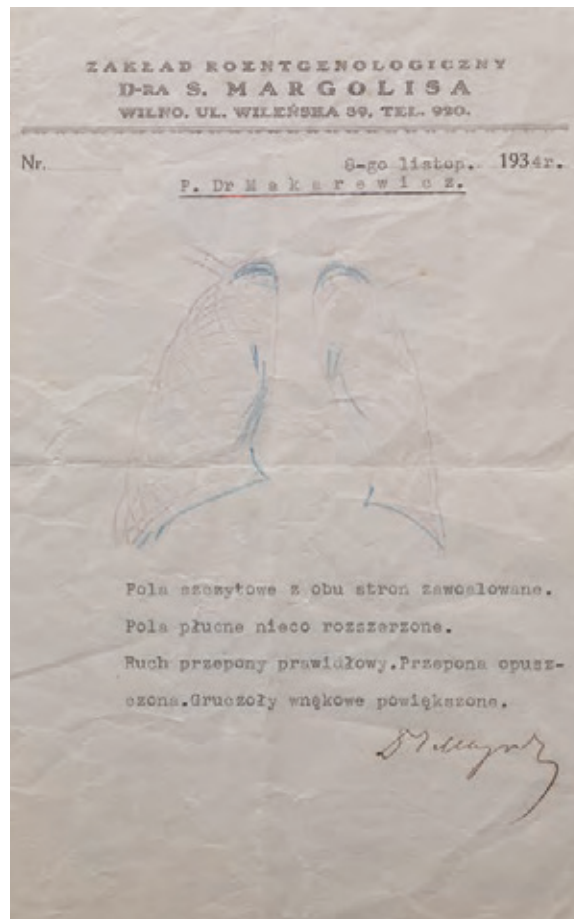 ZAKŁAD ROENTGENOLOGICZNY
D-RA S. MARGOLISA
WILNO, UL. WILEŃSKA 39, TEL. 920.
Nr. 8-go listop. 1934r.
P. Dr Makarewicz.
Pola szczytowe z obu stron zawoalowane.
Pola płucne nieco rozszerzone.
Ruch przepony prawidłowy.Przepona opusz-
czona.Gruczoły wnękowe powiększone.